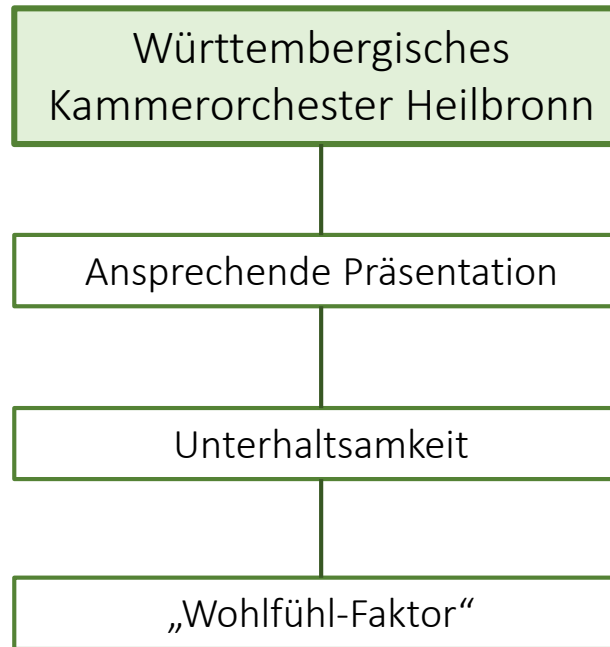 Württembergisches
Kammerorchester Heilbronn
Ansprechende Präsentation
Unterhaltsamkeit
„Wohlfühl-Faktor“